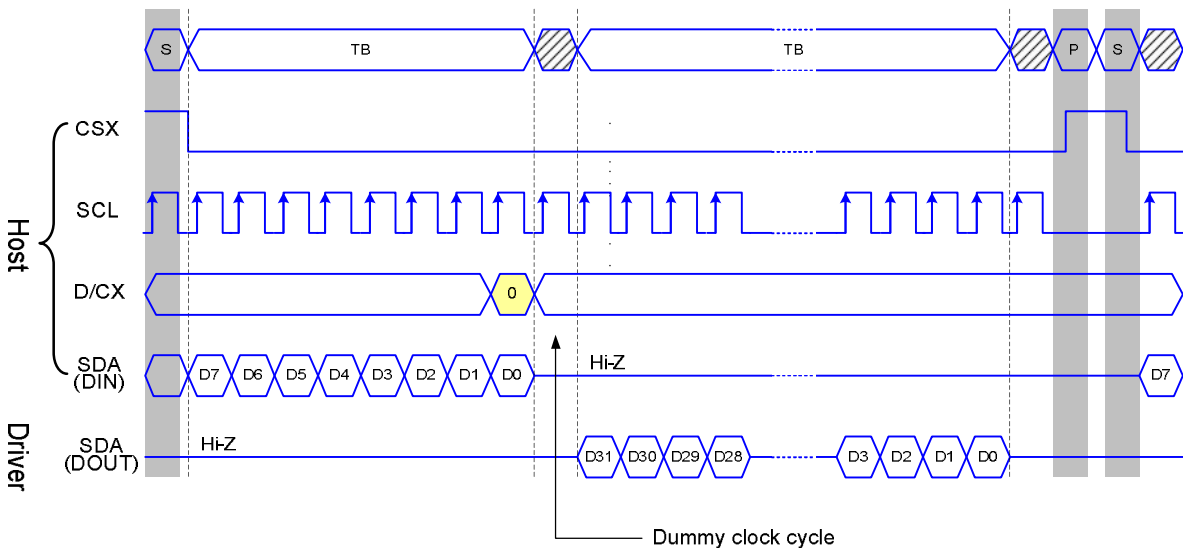 S TB TB P S
CSX
SCL
D/CX 0
SDA
(DIN) D7 D6 D5 D4 D3 D2 D1 D0 Hi-Z D7
SDA
(DOUT) Hi-Z D31 D30 D29 D28 D3 D2 D1 D0
Host
Driver
Dummy clock cycle